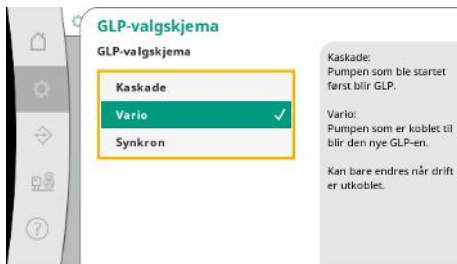 GLP-valgskjema
GLP-valgskjema
Kaskade
Vario
Synkron
Kaskade:
Pumpen som ble startet
først blir GLP.
Vario:
Pumpen som er koblet til
blir den nye GLP-en.
Kan bare endres når drift
er utkoblet.